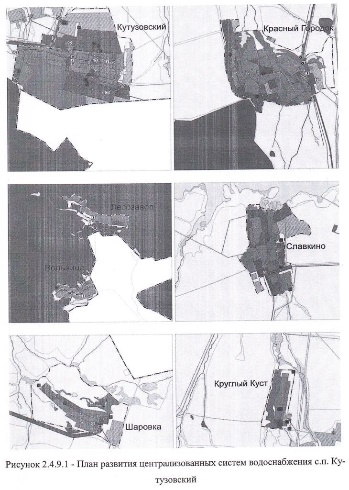 Кутузовский
Красный Городок
Лесозавод
Славкино
Шаровка
Круглый Куст
Рисунок 2.4.9.1 - План развития централизованных систем водоснабжения с.п. Ку-
тузовский